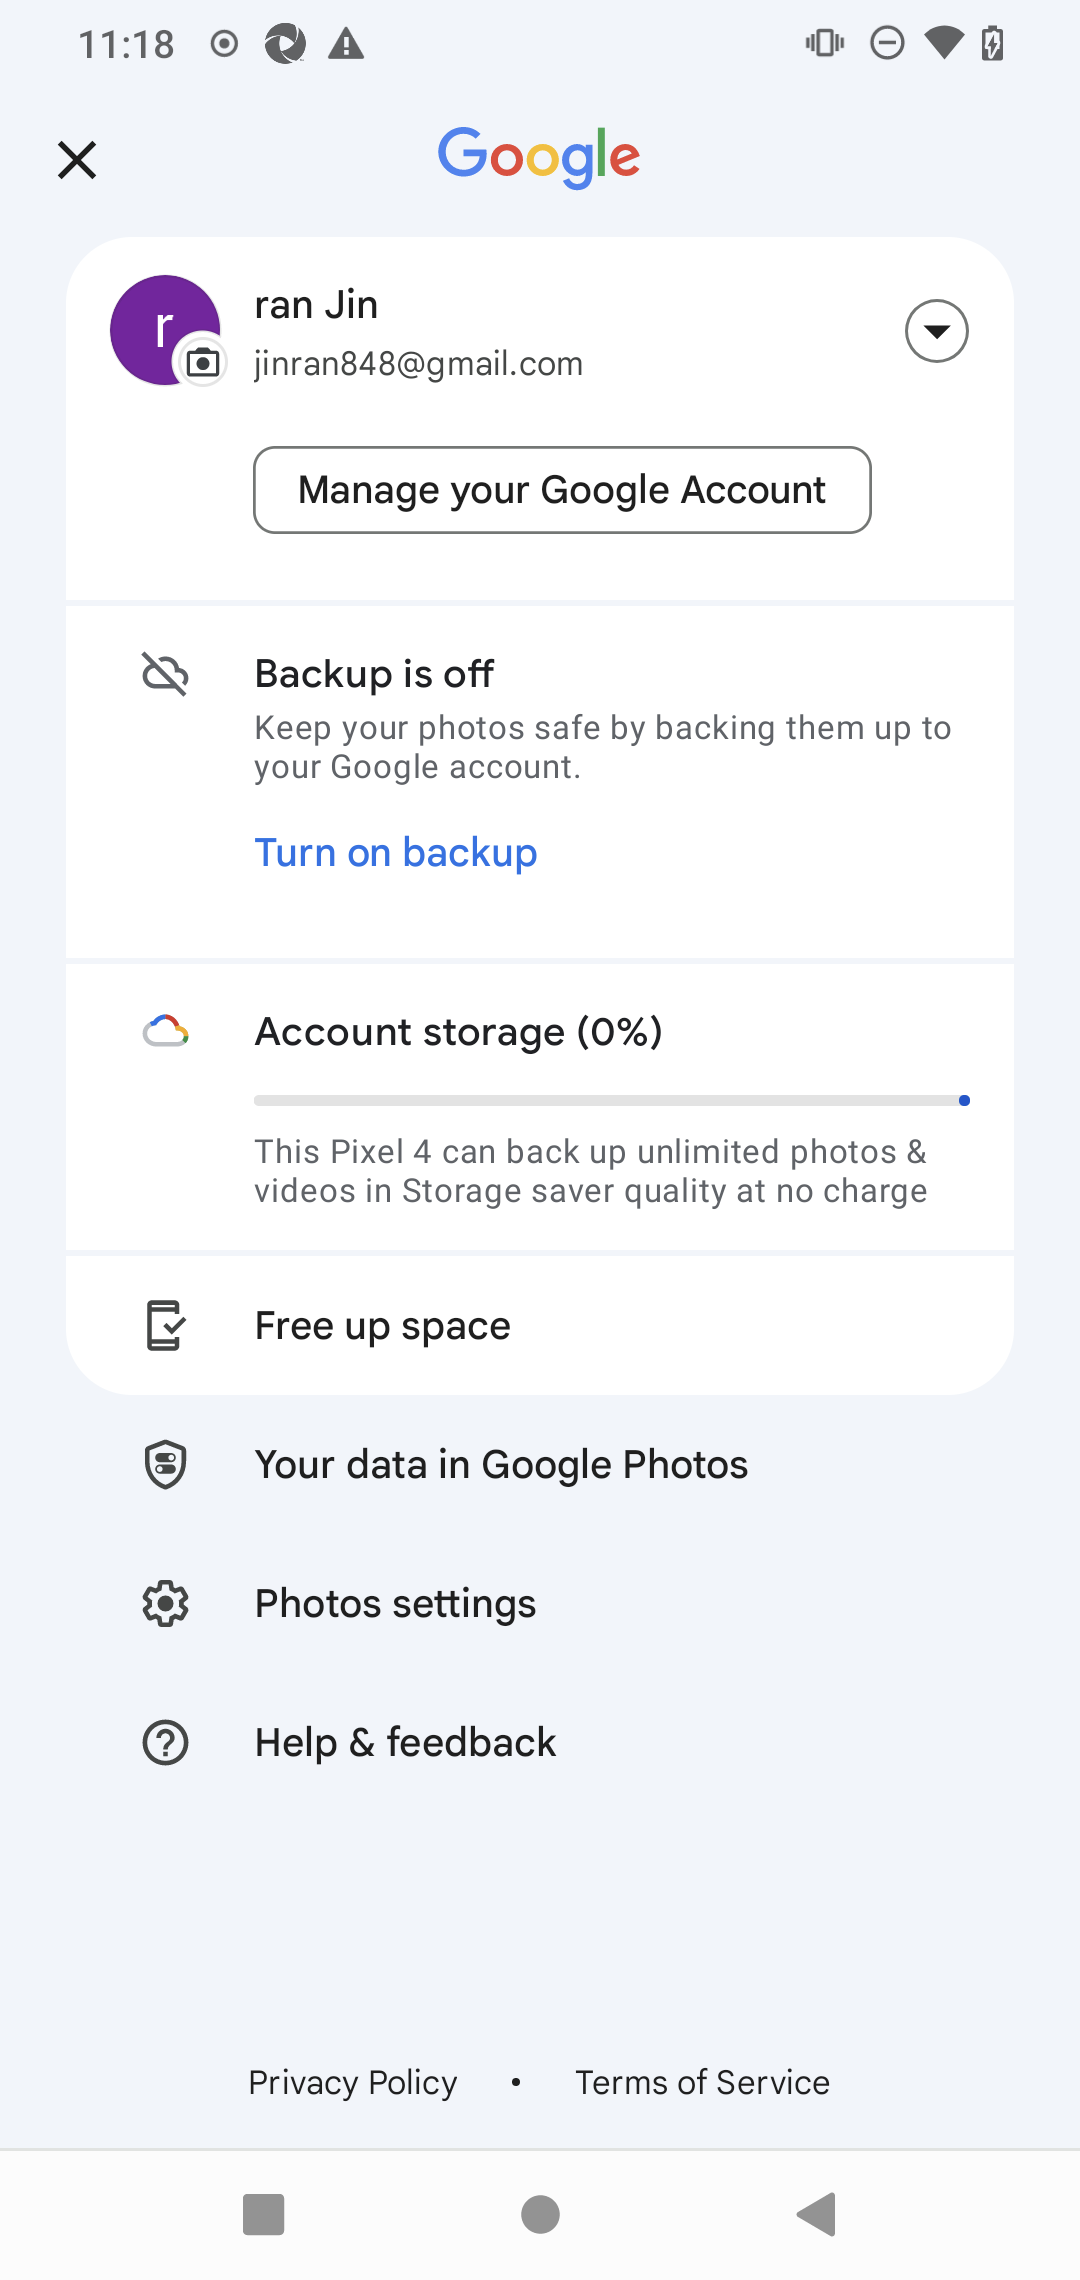 11:18
Google
r
ran Jin
jinran848@gmail.com
Manage your Google Account
Backup is off
Keep your photos safe by backing them up to
your Google account.
Turn on backup
Account storage (0%)
This Pixel 4 can back up unlimited photos &
videos in Storage saver quality at no charge
Free up space
Your data in Google Photos
Photos settings
Help & feedback
Privacy Policy • Terms of Service